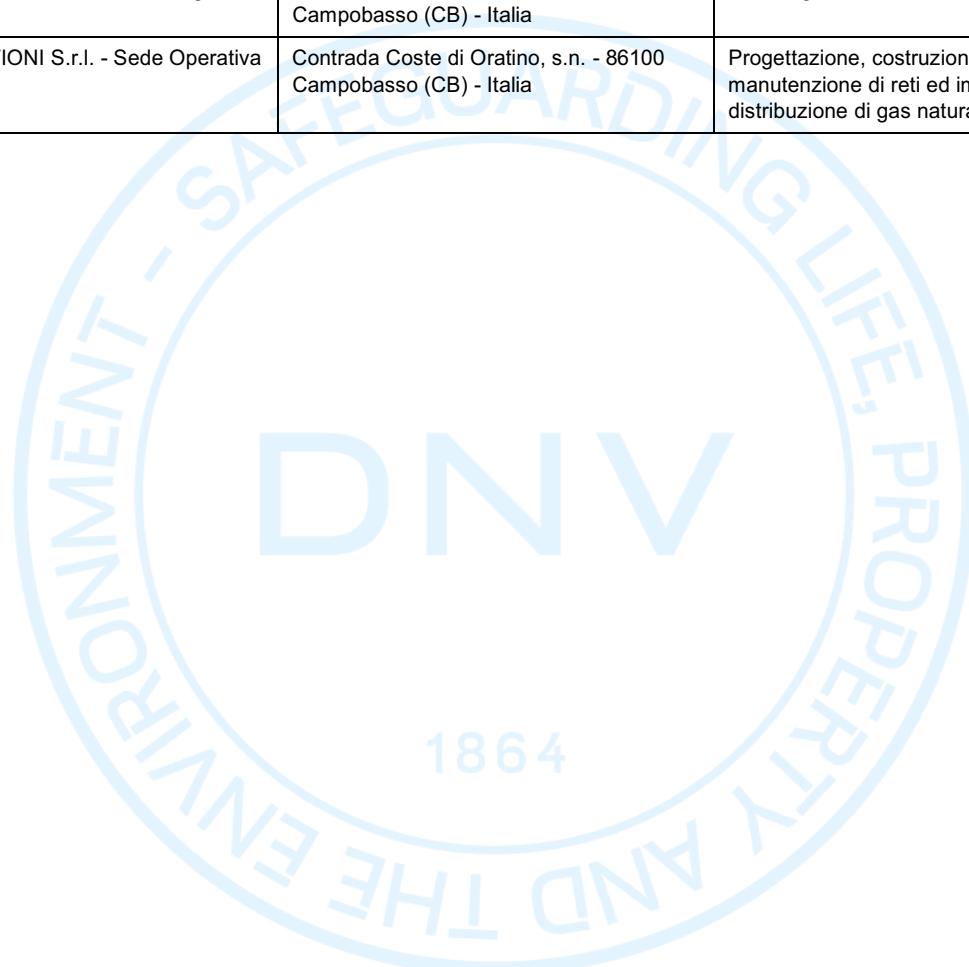 Campobasso (CB) - Italia
IONI S.r.l. - Sede Operativa
Contrada Coste di Oratino, s.n. - 86100
Campobasso (CB) - Italia
Progettazione, costruzion
manutenzione di reti ed in
distribuzione di gas natura
SAFEGUARDING LIFE, PROPERTY AND THE ENVIRONMENT -
DNV
1864